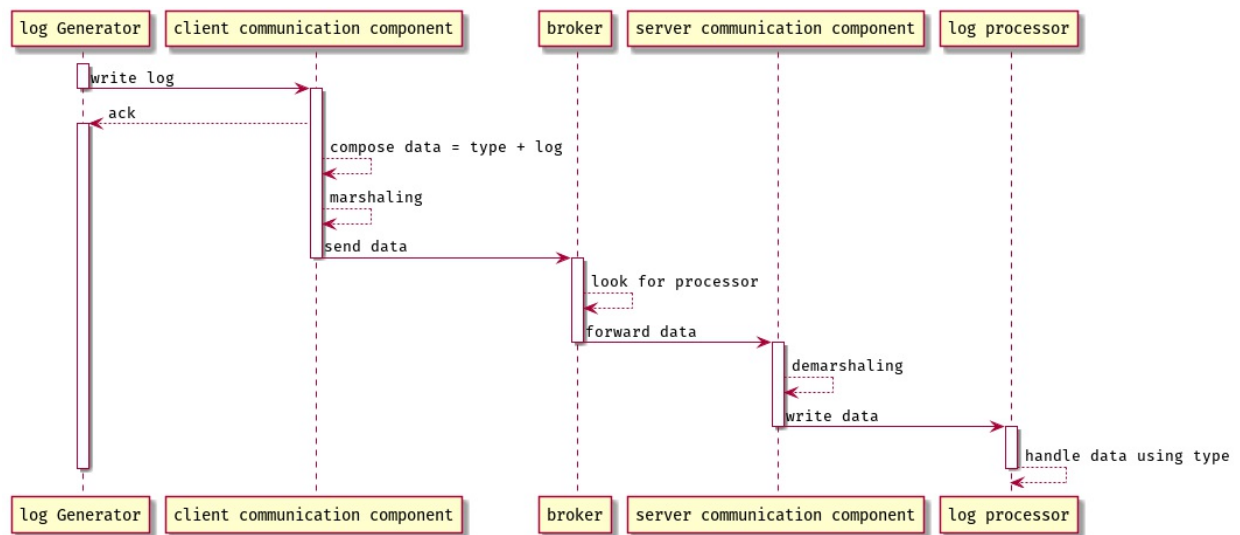 log Generator
client communication component
broker
server communication component
log processor
write log
ack
compose data = type + log
marshaling
send data
look for processor
forward data
demarshaling
write data
handle data using type
log Generator
client communication component
broker
server communication component
log processor